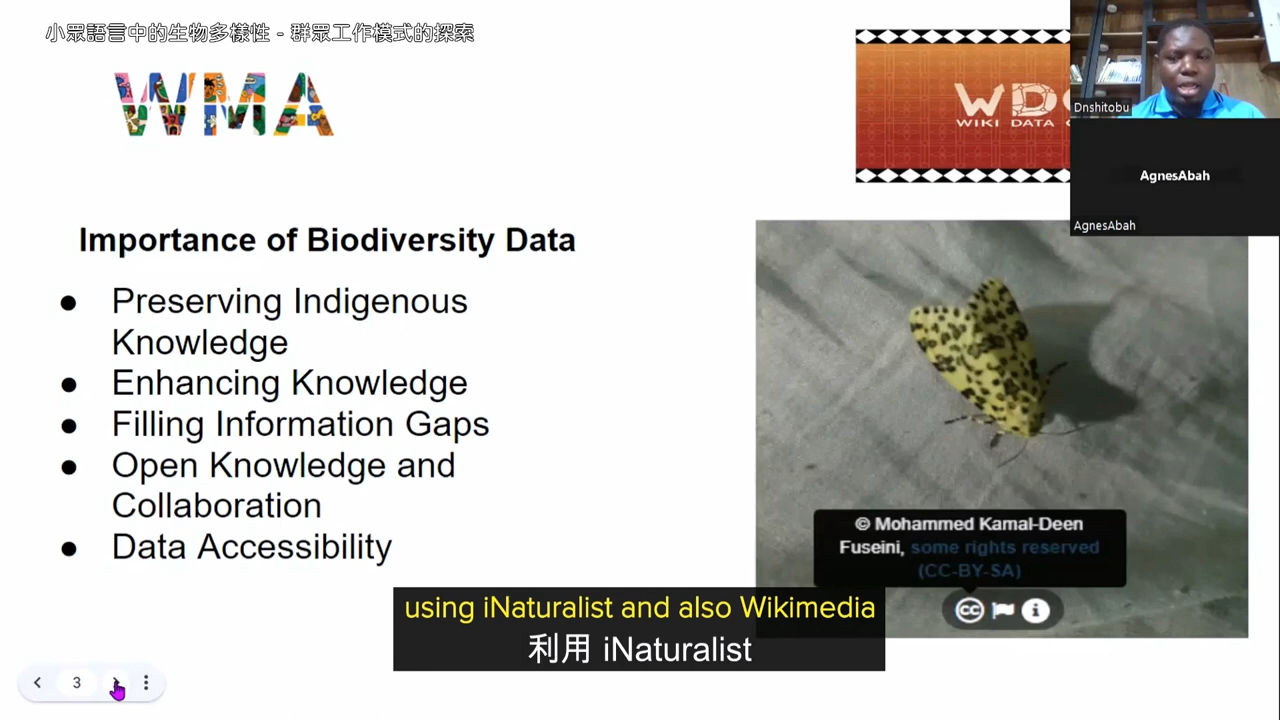 小眾語言中的生物多樣性 - 群眾工作模式的探索
WMA
WIKI DATA
Dnshitobu
AgnesAbah
AgnesAbah
Importance of Biodiversity Data
● Preserving Indigenous
Knowledge
● Enhancing Knowledge
● Filling Information Gaps
● Open Knowledge and
Collaboration
● Data Accessibility
© Mohammed Kamal-Deen
Fuseini, some rights reserved
(CC-BY-SA)
cc
using iNaturalist and also Wikimedia
利用 iNaturalist
3